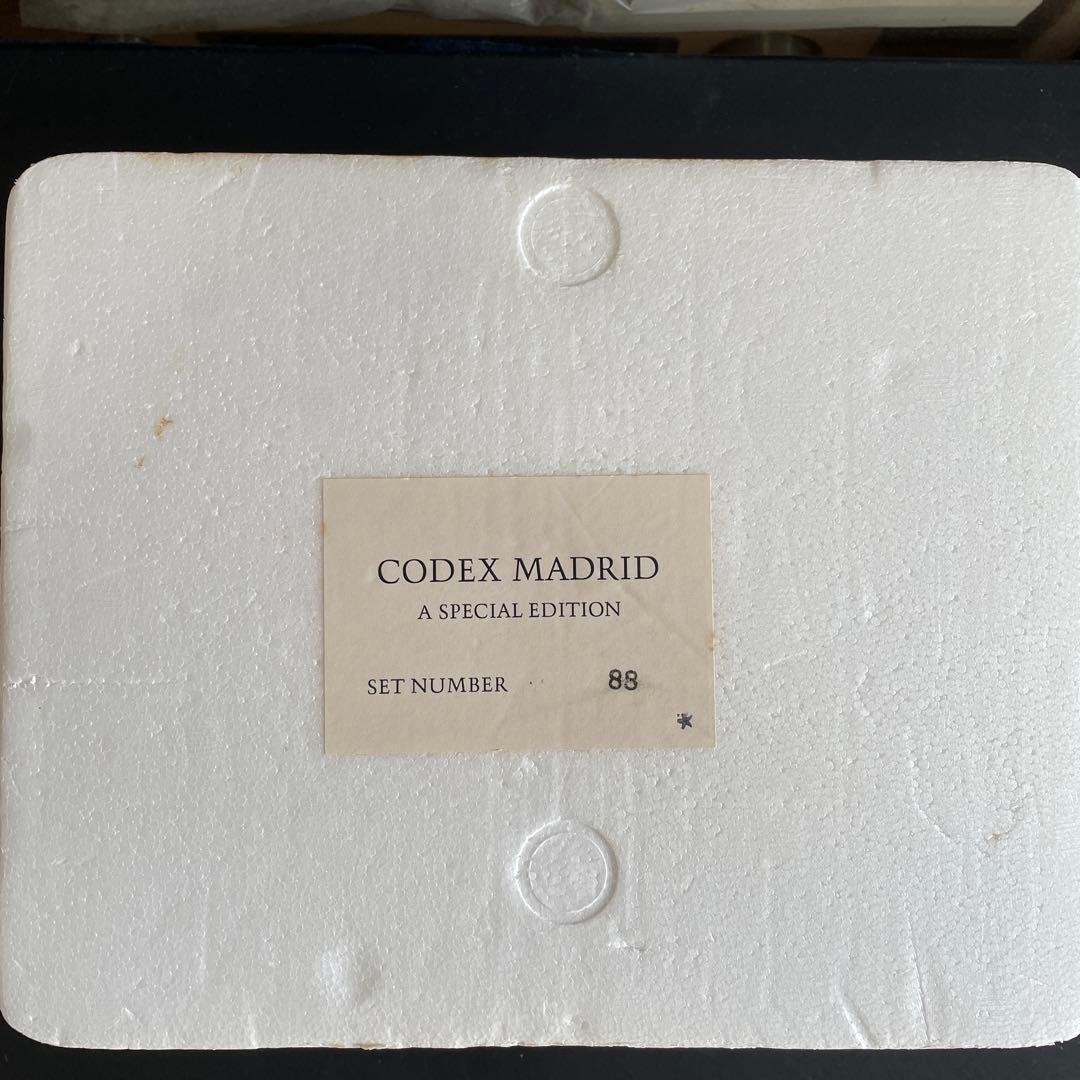 CODEX MADRID
A SPECIAL EDITION
SET NUMBER 88
*